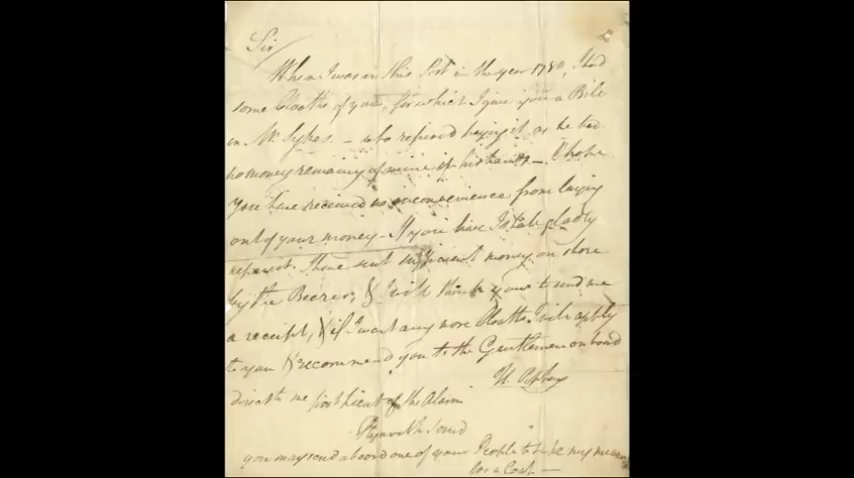 Sir/
When I was in this Port in the year 1780, I had
some Cloaths of you, for which I gave you a Bill
on Mr. Sykes. - who refused paying it, as he had
no money remaining of mine in his hands - I hope
you have received no inconvenience from laying
out of your money - If you have I shall gladly
repay it. I have sent sufficient money on shore
by the Bearer, & I will thank you to send me
a receipt, & if I want any more Cloaths I will apply
to you & recommend you to the Gentlemen on board
H.
direct to me first Lieut of the Alarm
Plymouth Sound
you may send aboard one of your People to take my measure
for a Coat. -